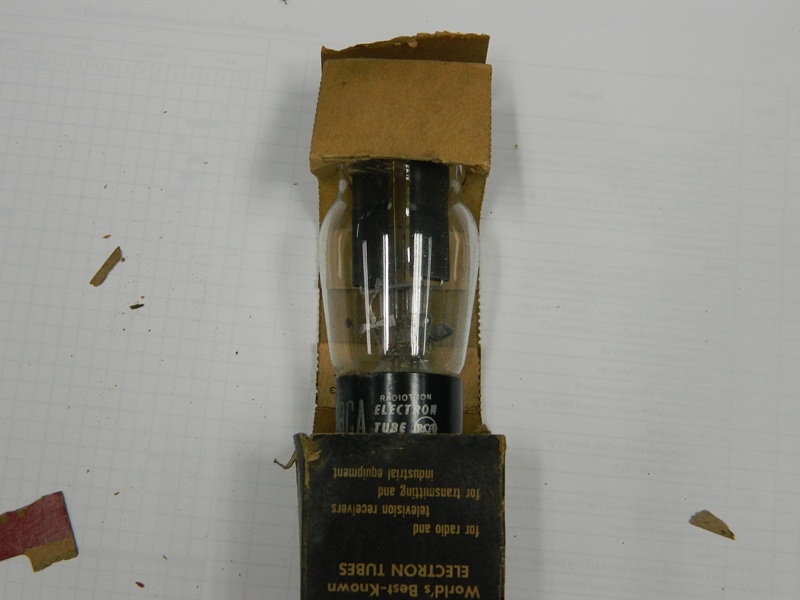 RADIOTRON
RCA ELECTRON
TUBE RCA
World's Best-Known
ELECTRON TUBES
for radio and
television receivers
for transmitting and
industrial equipment